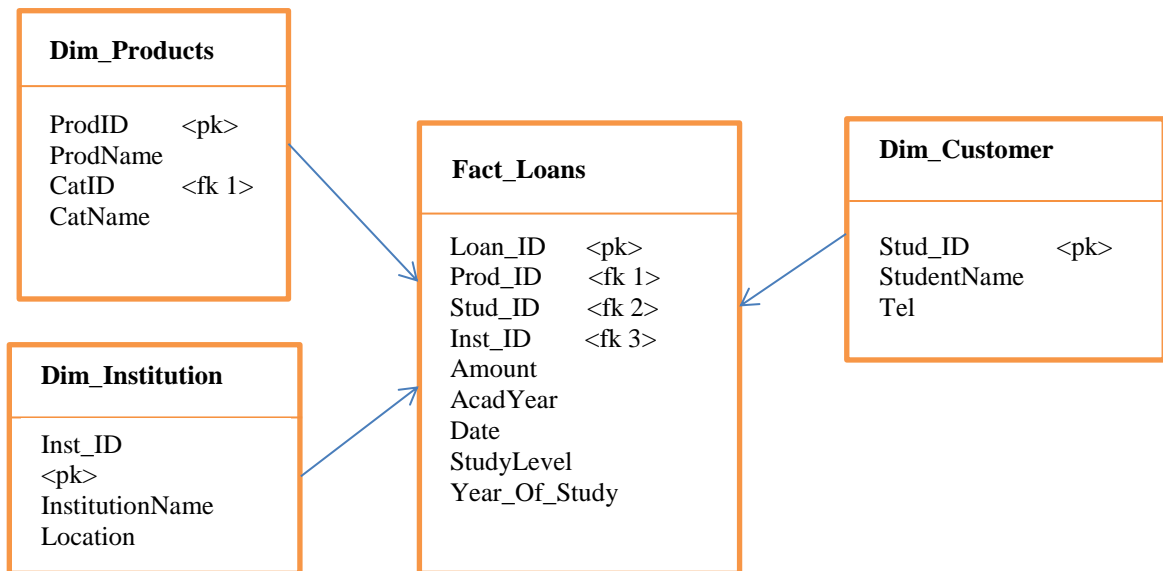 Dim_Products
ProdID <pk>
ProdName
CatID <fk 1>
CatName
Dim_Institution
Inst_ID
<pk>
InstitutionName
Location
Fact_Loans
Loan_ID <pk>
Prod_ID <fk 1>
Stud_ID <fk 2>
Inst_ID <fk 3>
Amount
AcadYear
Date
StudyLevel
Year_Of_Study
Dim_Customer
Stud_ID <pk>
StudentName
Tel